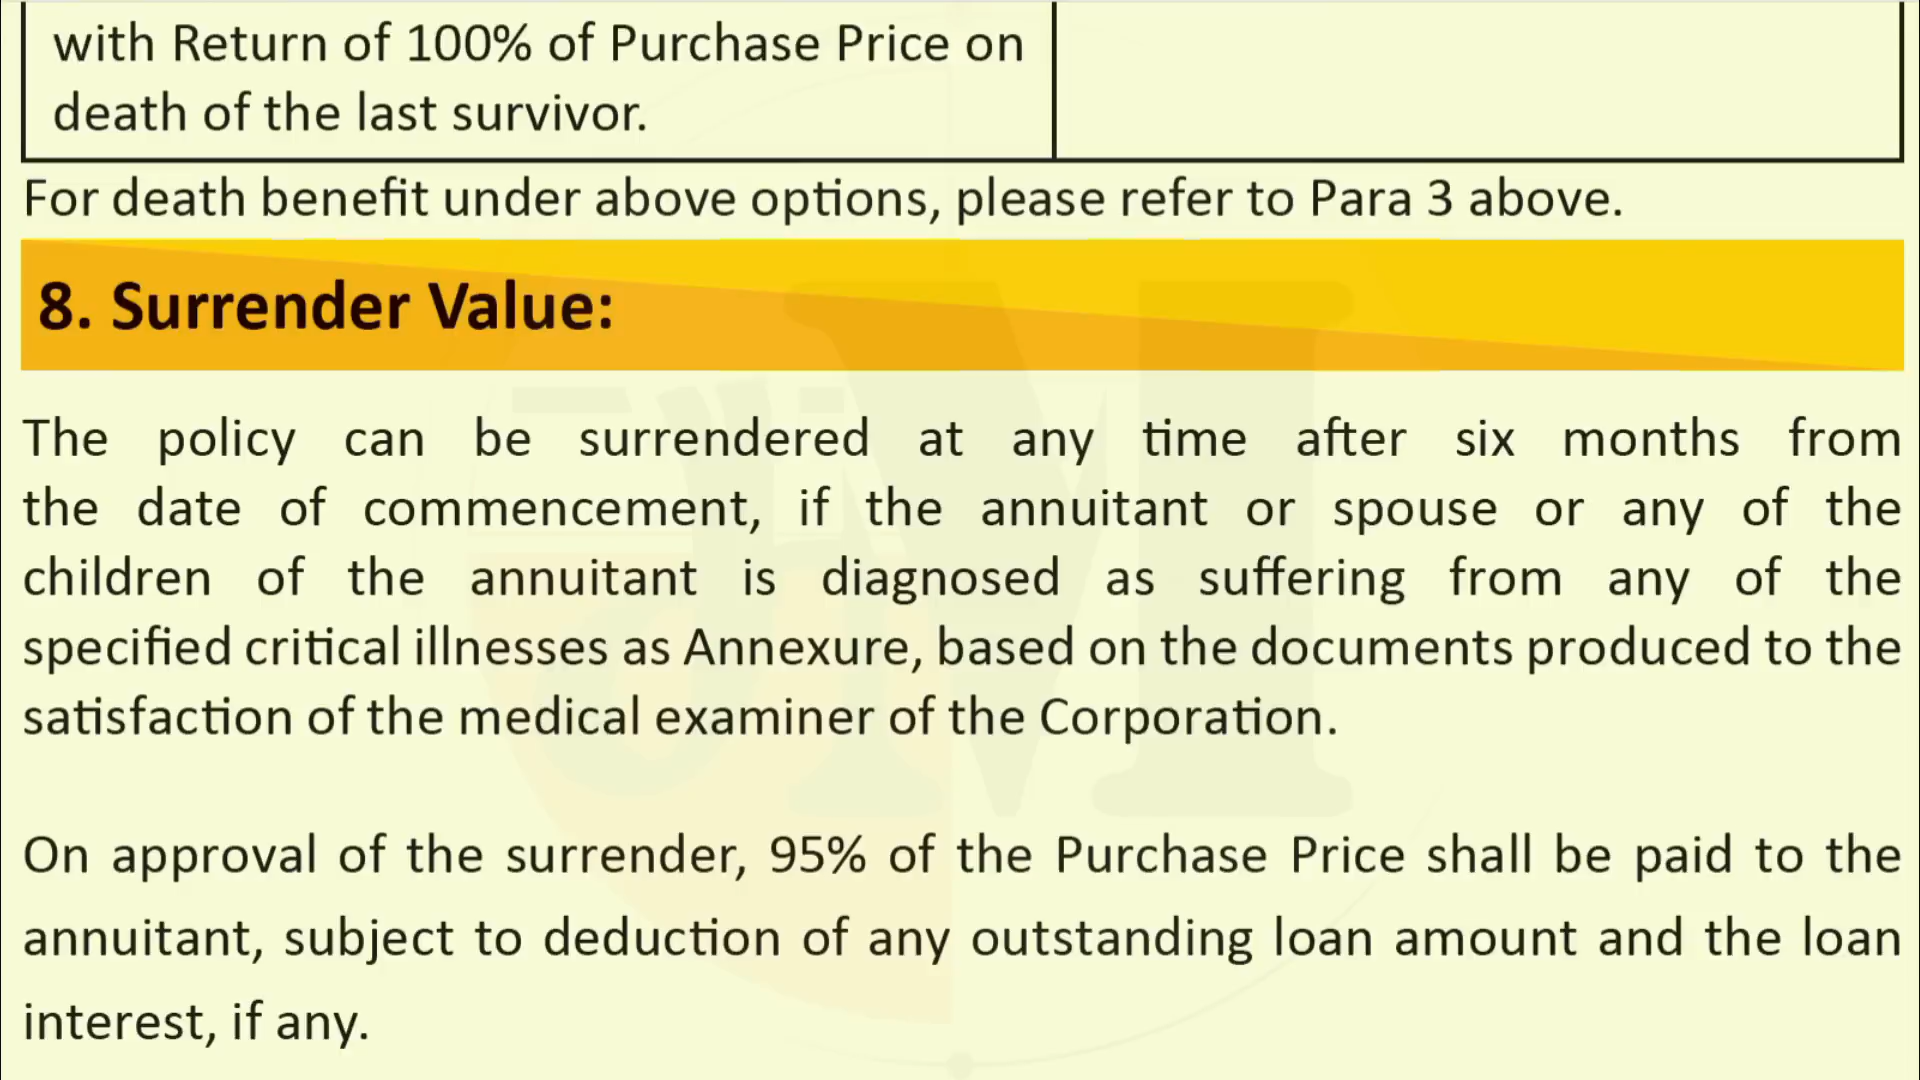 with Return of 100% of Purchase Price on
death of the last survivor.
For death benefit under above options, please refer to Para 3 above.
8. Surrender Value:
The policy can be surrendered at any time after six months from
the date of commencement, if the annuitant or spouse or any of the
children of the annuitant is diagnosed as suffering from any of the
specified critical illnesses as Annexure, based on the documents produced to the
satisfaction of the medical examiner of the Corporation.
On approval of the surrender, 95% of the Purchase Price shall be paid to the
annuitant, subject to deduction of any outstanding loan amount and the loan
interest, if any.